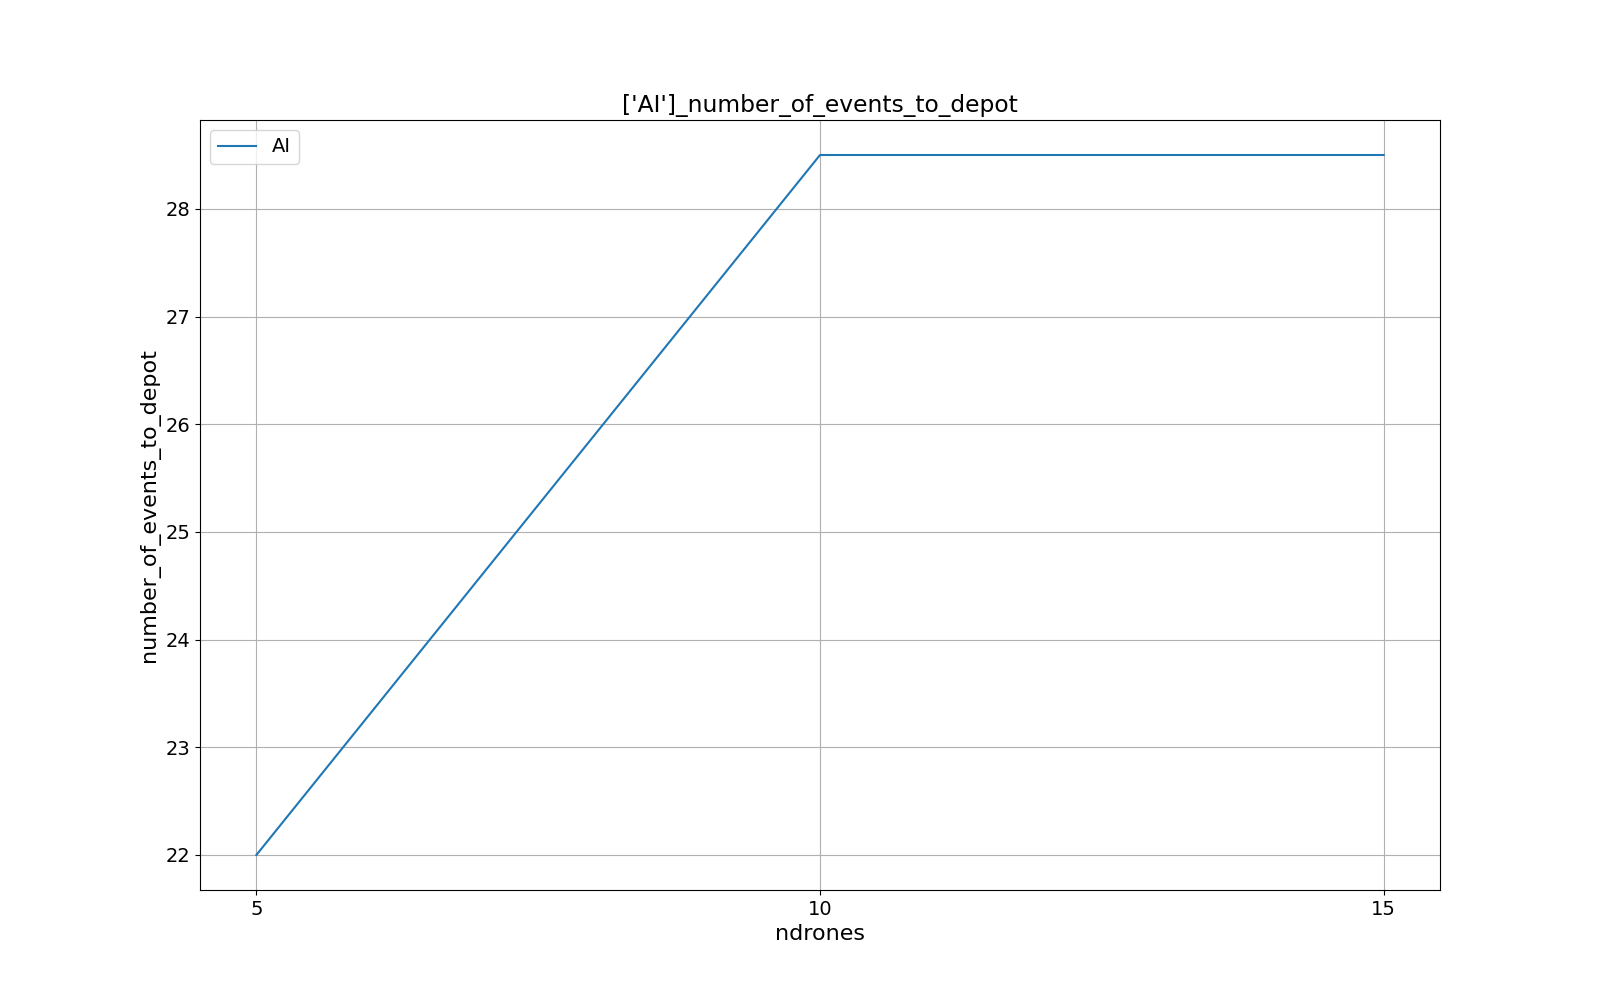 ['AI']_number_of_events_to_depot
AI
number_of_events_to_depot
28
27
26
25
24
23
22
5
10
15
ndrones